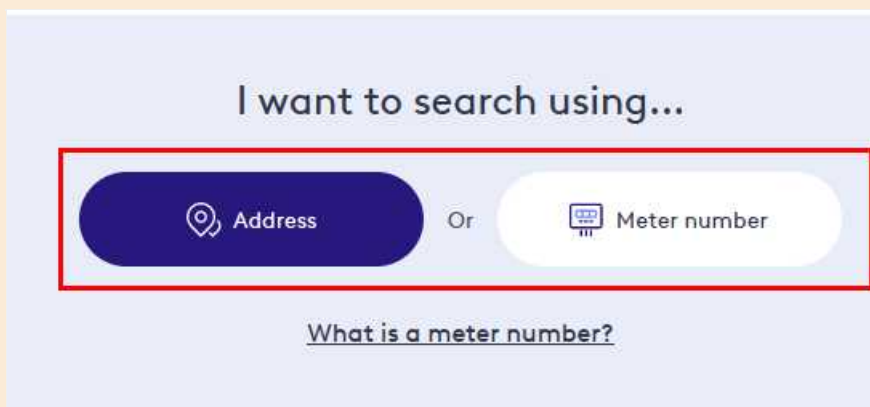 I want to search using...
Address Or Meter number
What is a meter number?